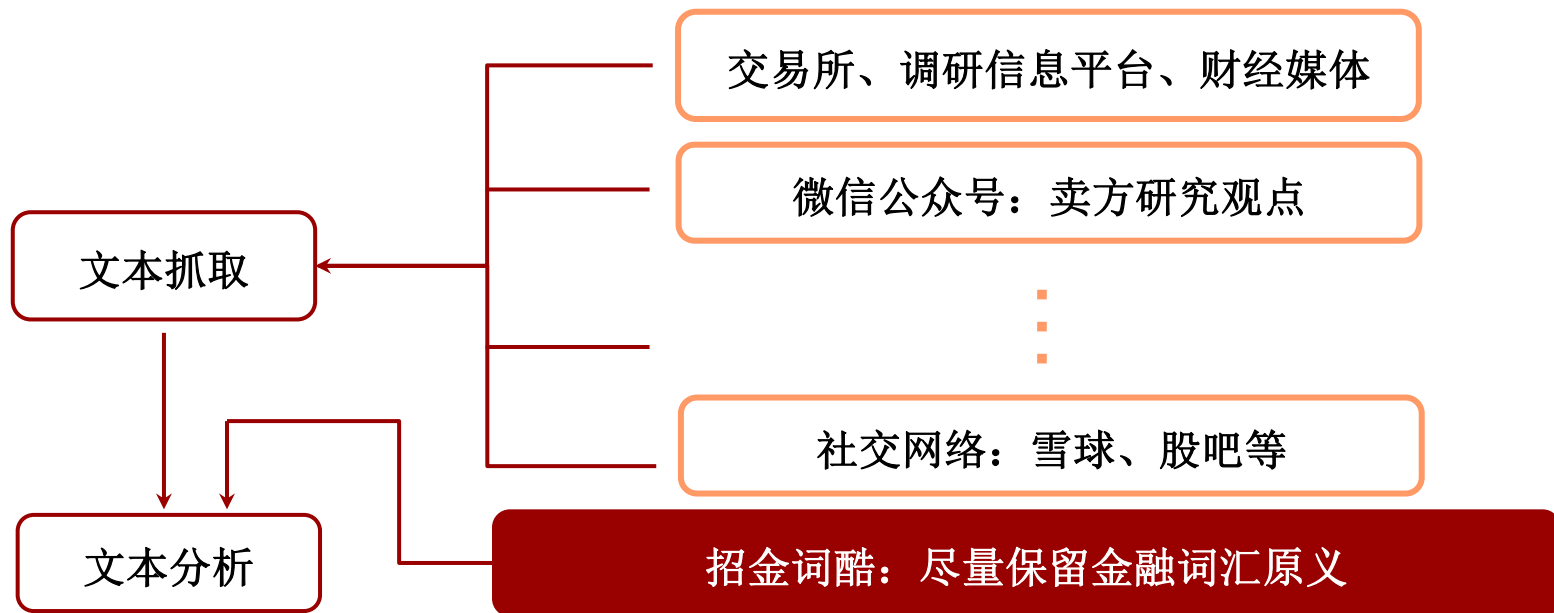 交易所、调研信息平台、财经媒体
微信公众号：卖方研究观点
文本抓取
社交网络：雪球、股吧等
文本分析
招金词酷：尽量保留金融词汇原义